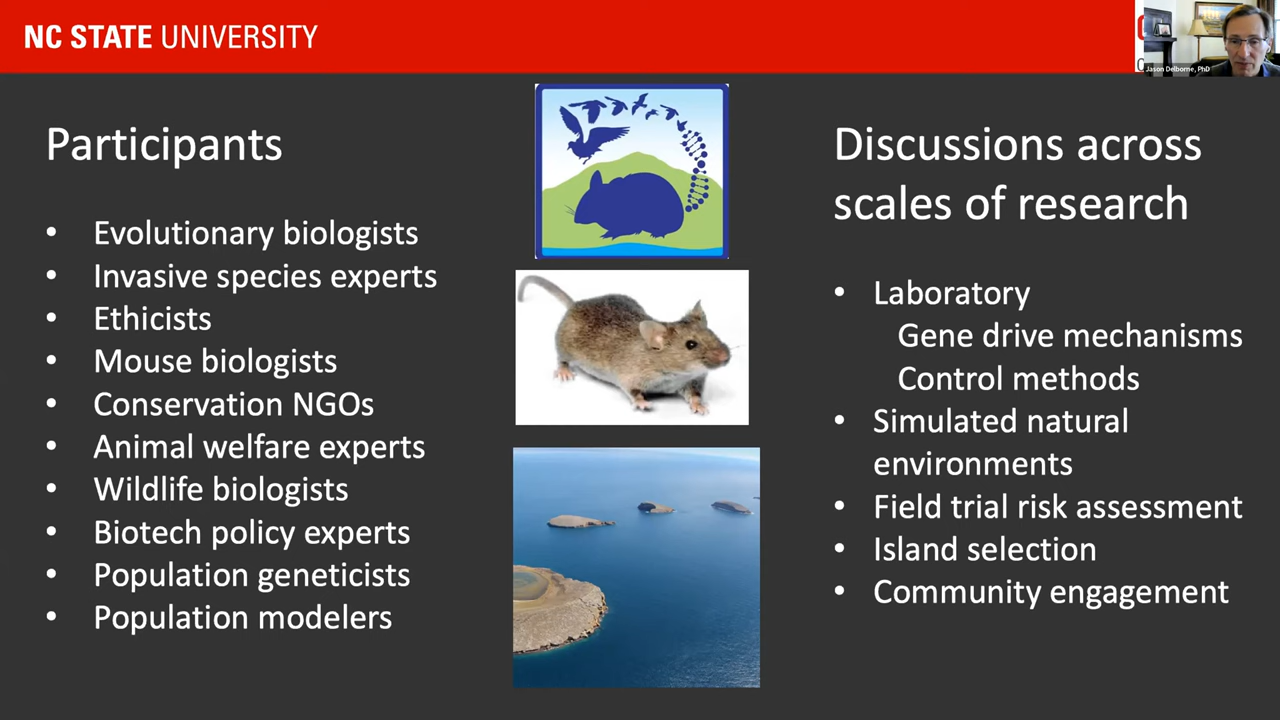 NC STATE UNIVERSITY
Jason Delborne, PhD
Participants
• Evolutionary biologists
• Invasive species experts
• Ethicists
• Mouse biologists
• Conservation NGOs
• Animal welfare experts
• Wildlife biologists
• Biotech policy experts
• Population geneticists
• Population modelers
Discussions across
scales of research
• Laboratory
Gene drive mechanisms
Control methods
• Simulated natural
environments
• Field trial risk assessment
• Island selection
• Community engagement